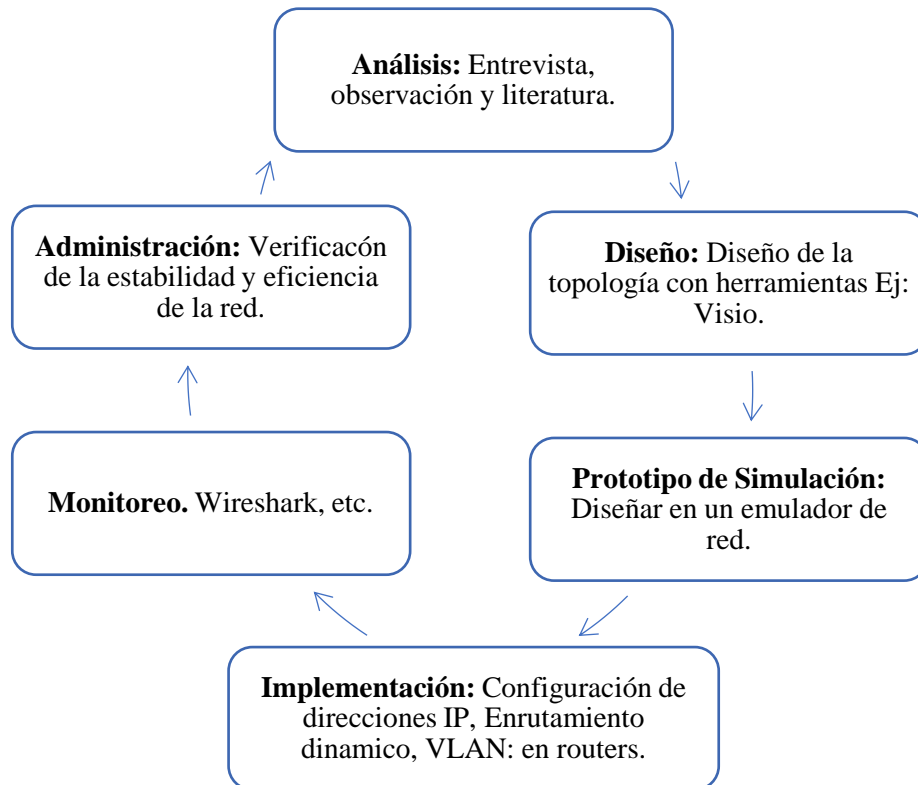 Análisis: Entrevista,
observación y literatura.
Administración: Verificacón
de la estabilidad y eficiencia
de la red.
Diseño: Diseño de la
topología con herramientas Ej:
Visio.
Monitoreo. Wireshark, etc.
Prototipo de Simulación:
Diseñar en un emulador de
red.
Implementación: Configuración de
direcciones IP, Enrutamiento
dinamico, VLAN: en routers.